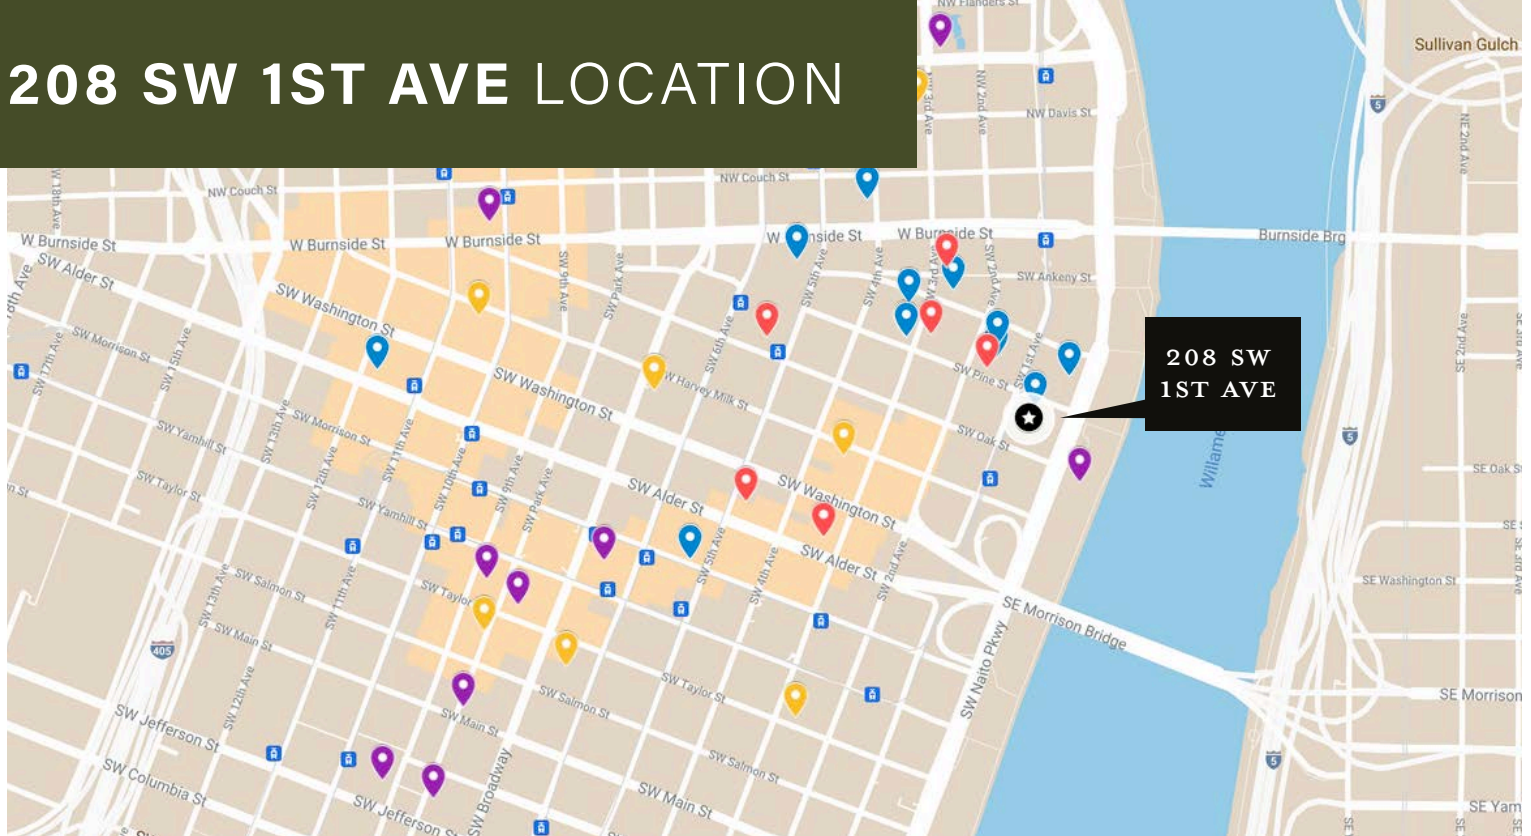 208 SW 1ST AVE LOCATION
NW Flanders St
Sullivan Gulch
5
NW 3rd Ave
NW 2nd Ave
NW Davis St
NE 2nd Ave
W 18th Ave
NW Couch St
NW Couch St
W Burnside St
W Burnside St
W Burnside St
W Burnside St
W Burnside St
Burnside Brg
SW Alder St
18th Ave
SW 9th Ave
SW Park Ave
SW 5th Ave
SW 4th Ave
SW 3rd Ave
SW 2nd Ave
SW Ankeny St
SW Washington St
SW Morrison St
SW 17th Ave
SW 15th Ave
SW 6th Ave
SW 1st Ave
SE 2nd Ave
SE 3rd Ave
208 SW
1ST AVE
SW Pine St
SW Washington St
SW Harvey Milk St
SW Morrison St
SW Yamhill St
SW 13th Ave
SW 11th Ave
SW Oak St
5
SE Oak St
SW Taylor St
SW 12th Ave
SW 10th Ave
SW 9th Ave
SW Park Ave
SW Alder St
SW Washington St
SW Yamhill St
SW 5th Ave
SW 4th Ave
SW Alder St
SW 2nd Ave
SE 3rd Ave
SE Washington St
SW Salmon St
SW Taylor
SW 13th Ave
SW 11th Ave
SE Morrison Bridge
SW Main St
405
SW Naito Pkwy
SW 12th Ave
SW Taylor St
SW Salmon St
SE Morrison
SW Main St
SW Jefferson St
SW Broadway
SW Salmon St
5
SW Columbia St
SW Jefferson St
SW Main St
SE Yam